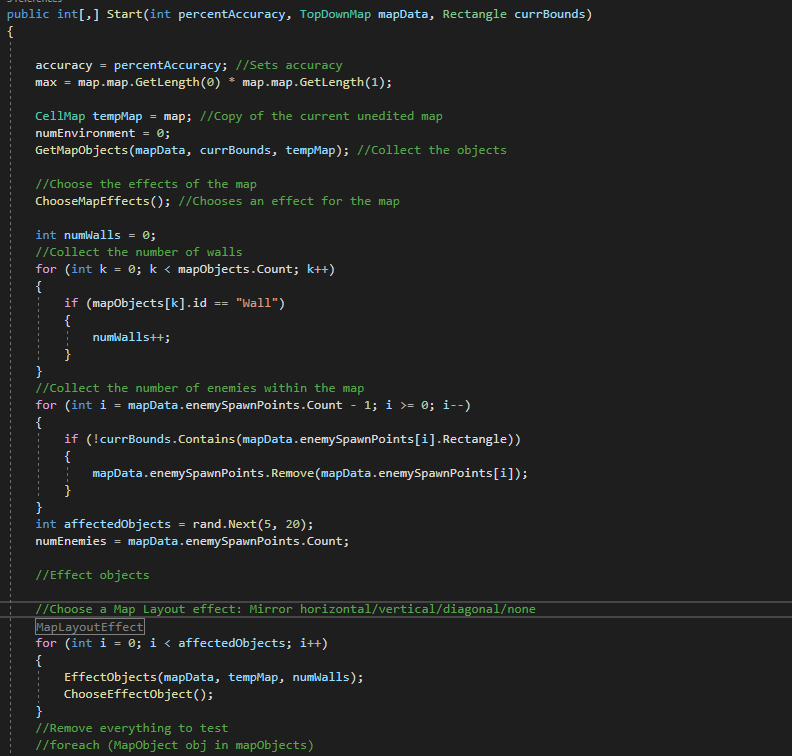 public int[,] Start(int percentAccuracy, TopDownMap mapData, Rectangle currBounds)
{
accuracy = percentAccuracy; //Sets accuracy
max = map.map.GetLength(0) * map.map.GetLength(1);
CellMap tempMap = map; //Copy of the current unedited map
numEnvironment = 0;
GetMapObjects(mapData, currBounds, tempMap); //Collect the objects
//Choose the effects of the map
ChooseMapEffects(); //Chooses an effect for the map
int numWalls = 0;
//Collect the number of walls
for (int k = 0; k < mapObjects.Count; k++)
{
if (mapObjects[k].id == "Wall")
{
numWalls++;
}
}
//Collect the number of enemies within the map
for (int i = mapData.enemySpawnPoints.Count - 1; i >= 0; i--)
{
if (!currBounds.Contains(mapData.enemySpawnPoints[i].Rectangle))
{
mapData.enemySpawnPoints.Remove(mapData.enemySpawnPoints[i]);
}
}
int affectedObjects = rand.Next(5, 20);
numEnemies = mapData.enemySpawnPoints.Count;
//Effect objects
//Choose a Map Layout effect: Mirror horizontal/vertical/diagonal/none
MapLayoutEffect
for (int i = 0; i < affectedObjects; i++)
{
EffectObjects(mapData, tempMap, numWalls);
ChooseEffectObject();
}
//Remove everything to test
//foreach (MapObject obj in mapObjects)